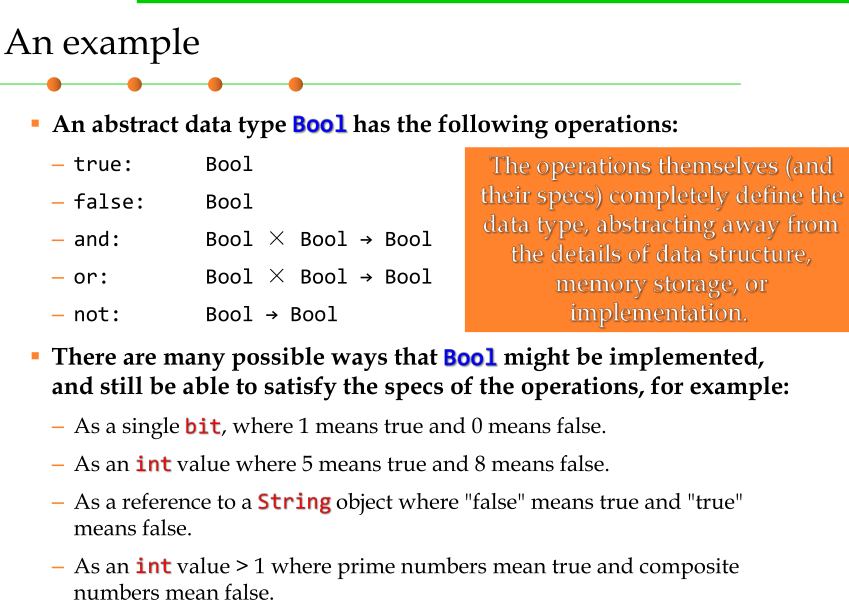 An example
▪ An abstract data type Bool has the following operations:
– true: Bool
– false: Bool
– and: Bool × Bool → Bool
– or: Bool × Bool → Bool
– not: Bool → Bool
The operations themselves (and
their specs) completely define the
data type, abstracting away from
the details of data structure,
memory storage, or
implementation.
▪ There are many possible ways that Bool might be implemented,
and still be able to satisfy the specs of the operations, for example:
– As a single bit, where 1 means true and 0 means false.
– As an int value where 5 means true and 8 means false.
– As a reference to a String object where "false" means true and "true"
means false.
– As an int value > 1 where prime numbers mean true and composite
numbers mean false.